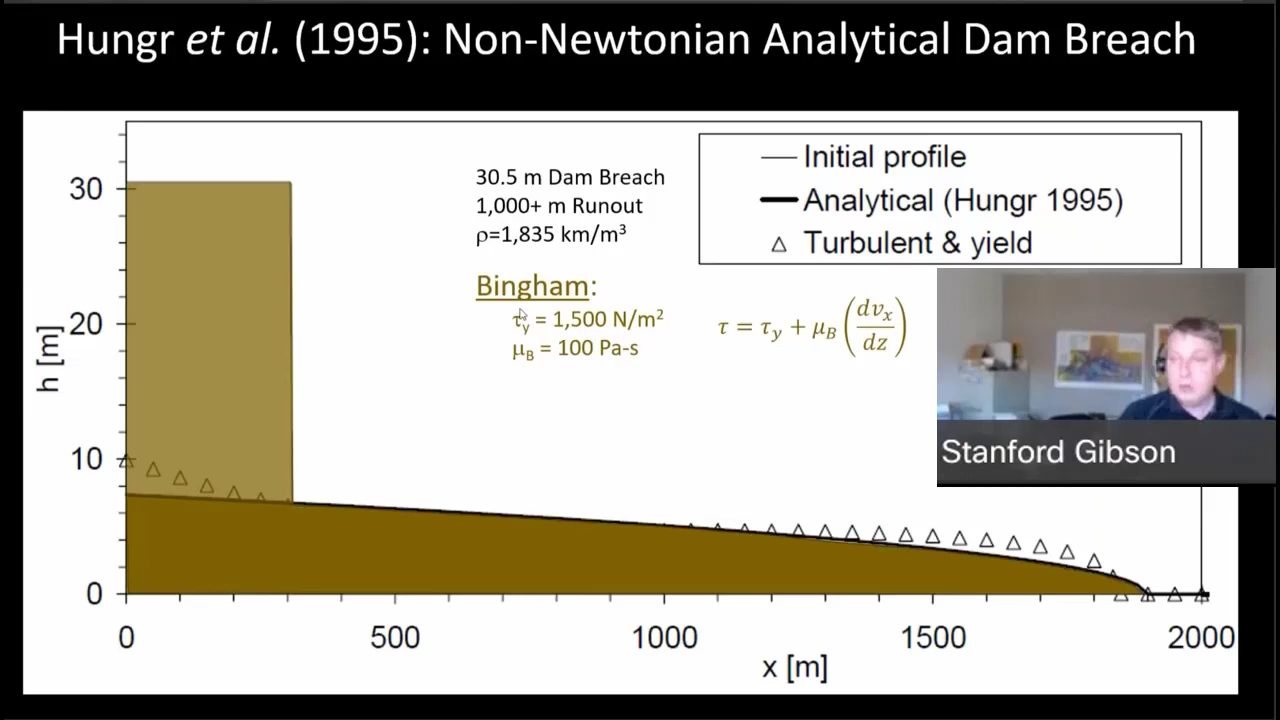 Hungr et al. (1995): Non-Newtonian Analytical Dam Breach
30
20
10
0
h [m]
30.5 m Dam Breach
1,000+ m Runout
ρ=1,835 km/m³
Bingham:
τy = 1,500 N/m²
μB = 100 Pa-s
τ = τy + μB (dvx/dz)
Initial profile
Analytical (Hungr 1995)
Turbulent & yield
Stanford Gibson
0 500 1000 1500 2000
x [m]